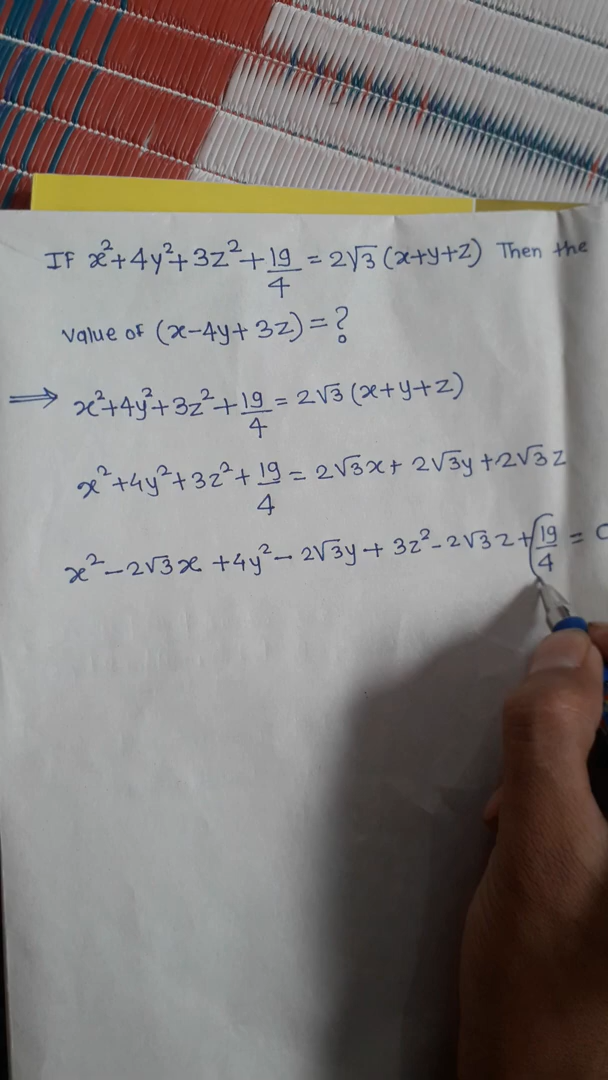 If x²+4y²+3z²+19/4 = 2√3(x+y+z) Then the
value of (x-4y+3z) = ?
⟹ x²+4y²+3z²+19/4 = 2√3(x+y+z)
x²+4y²+3z²+19/4 = 2√3x+2√3y+2√3z
x²-2√3x+4y²-2√3y+3z²-2√3z+(19/4 =